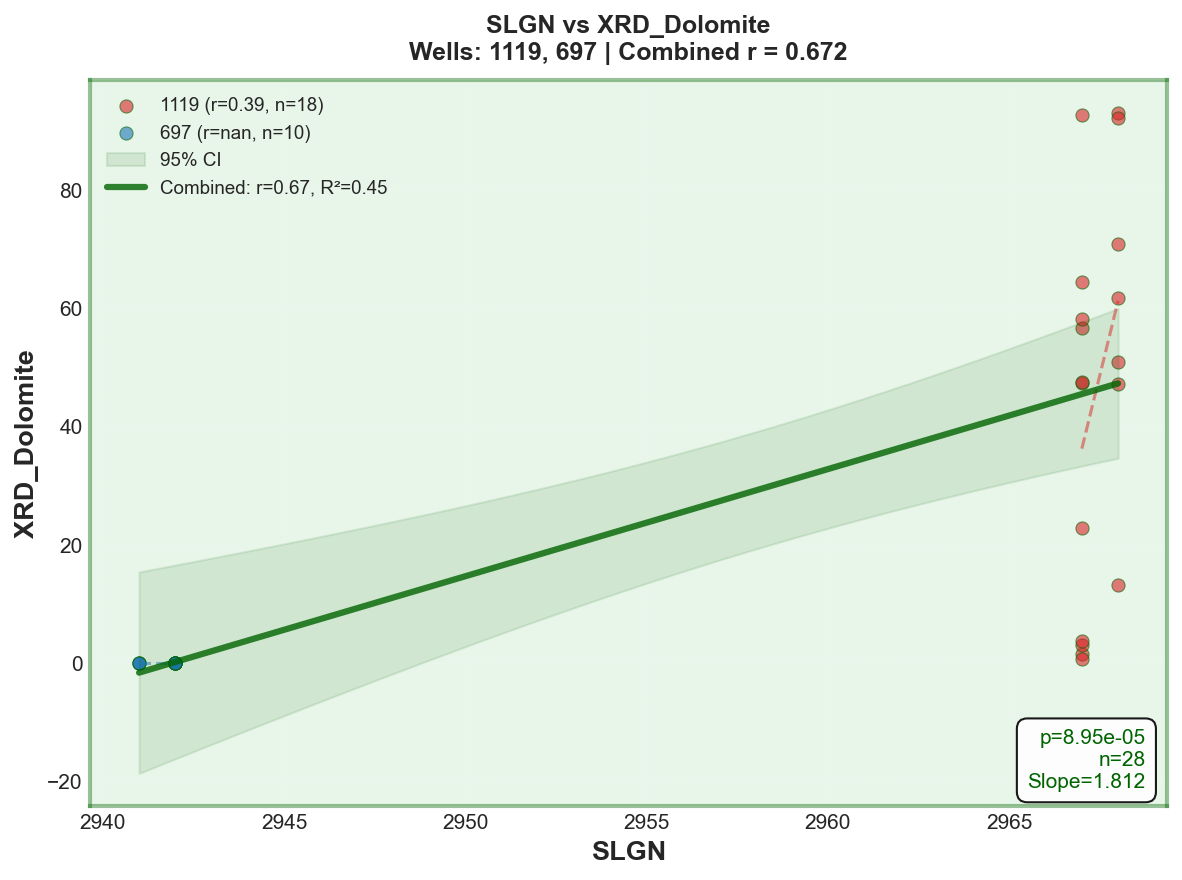 SLGN vs XRD_Dolomite
Wells: 1119, 697 | Combined r = 0.672
1119 (r=0.39, n=18)
697 (r=nan, n=10)
95% CI
Combined: r=0.67, R²=0.45
XRD_Dolomite
80
60
40
20
0
−20
p=8.95e-05
n=28
Slope=1.812
2940 2945 2950 2955 2960 2965
SLGN